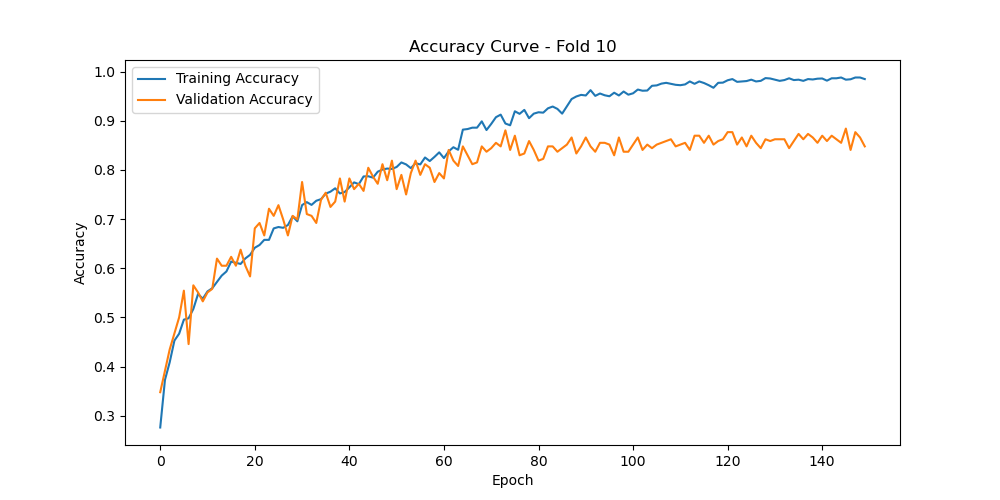 Accuracy Curve - Fold 10
Training Accuracy
Validation Accuracy
Accuracy
1.0
0.9
0.8
0.7
0.6
0.5
0.4
0.3
0 20 40 60 80 100 120 140
Epoch